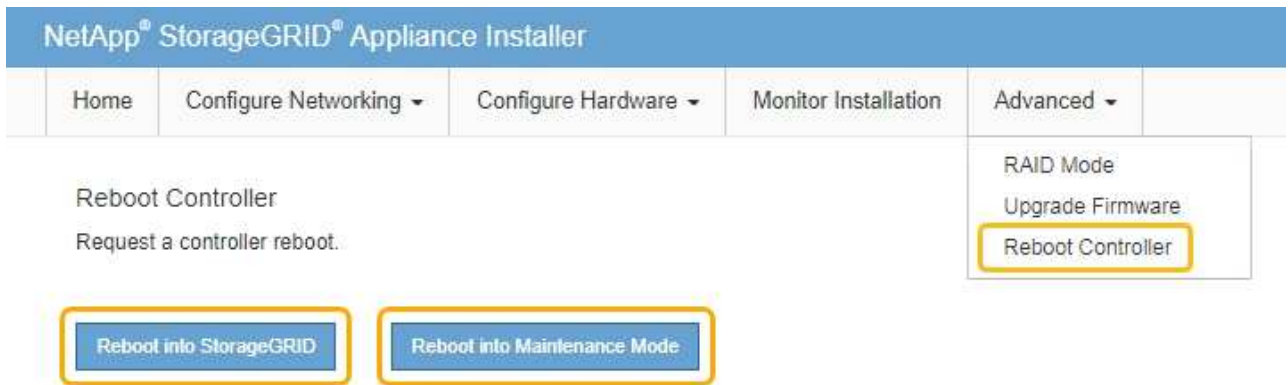 NetApp® StorageGRID® Appliance Installer
Home Configure Networking Configure Hardware Monitor Installation Advanced
RAID Mode
Upgrade Firmware
Reboot Controller
Reboot Controller
Request a controller reboot.
Reboot into StorageGRID Reboot into Maintenance Mode